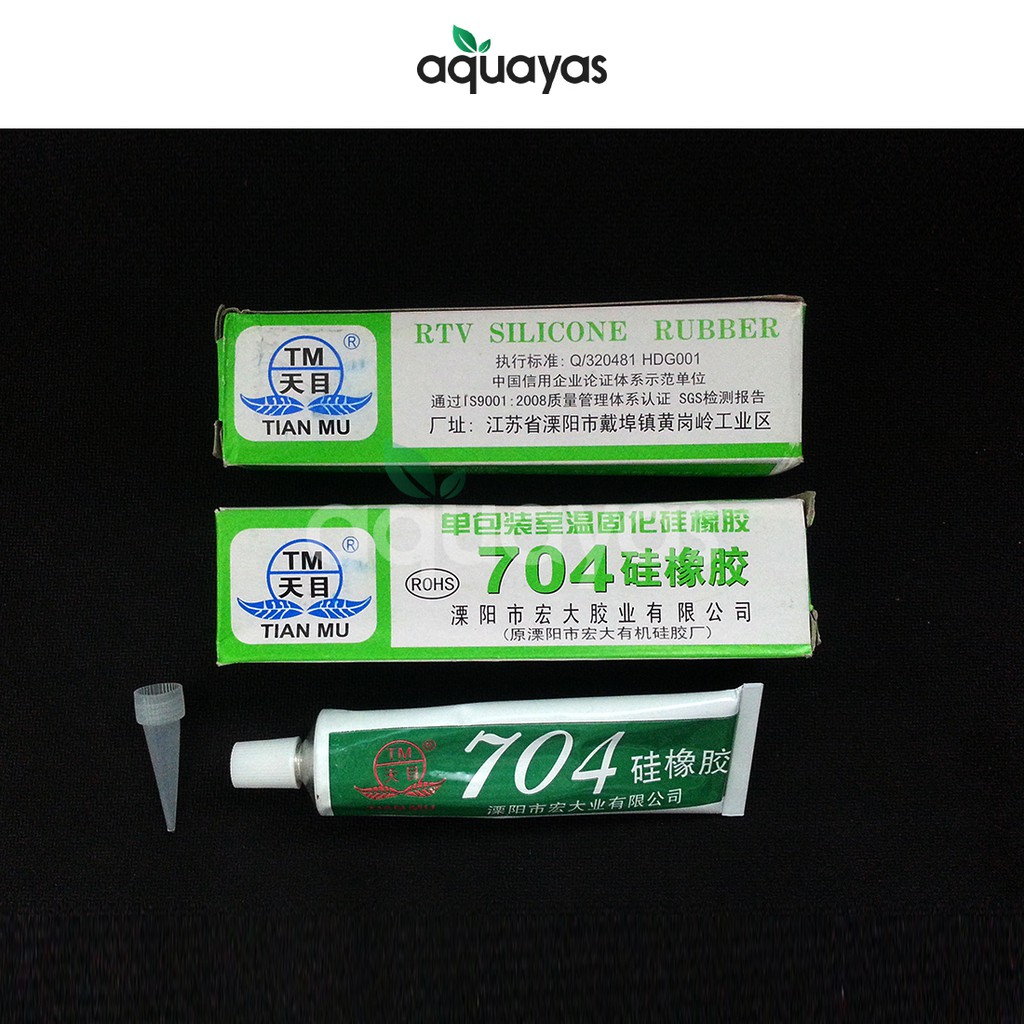 aquayas
TM
天目
TIAN MU
®
RTV SILICONE RUBBER
执行标准: Q/320481 HDG001
中国信用企业论证体系示范单位
通过IS9001:2008质量管理体系认证 SGS检测报告
厂址: 江苏省溧阳市戴埠镇黄岗岭工业区
aquayas
TM
天目
TIAN MU
®
单包装室温固化硅橡胶
ROHS
704硅橡胶
溧阳市宏大胶业有限公司
(原溧阳市宏大有机硅胶厂)
TM
天目
TIAN MU
®
704硅橡胶
溧阳市宏大业有限公司